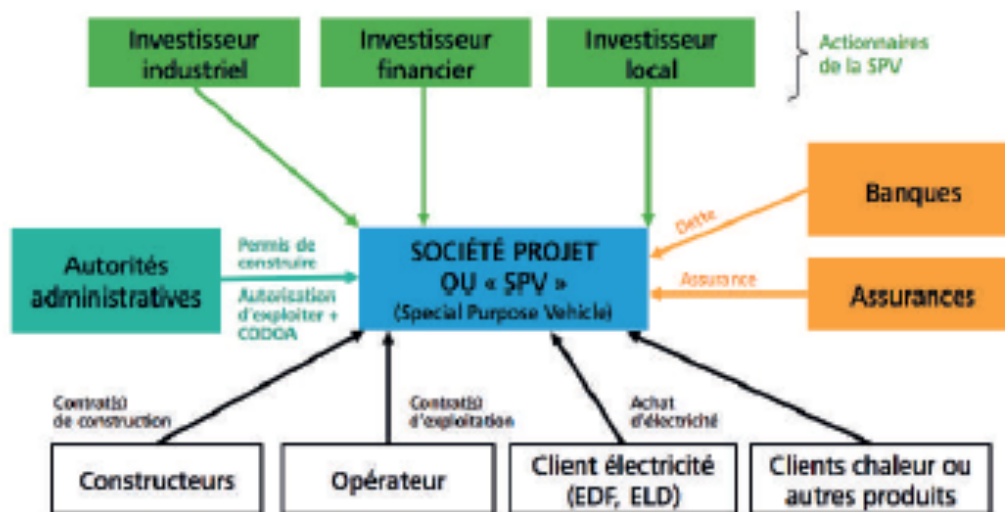 Investisseur
industriel
Investisseur
financier
Investisseur
local
Actionnaires
de la SPV
Banques
Dette
Autorités
administratives
Permis de
construire
Autorisation
d'exploiter +
CODOA
SOCIÉTÉ PROJET
OU « SPV »
(Special Purpose Vehicle)
Assurance
Assurances
Contrat(s)
de construction
Contrat(s)
d'exploitation
Achat
d'électricité
Constructeurs
Opérateur
Client électricité
(EDF, ELD)
Clients chaleur ou
autres produits